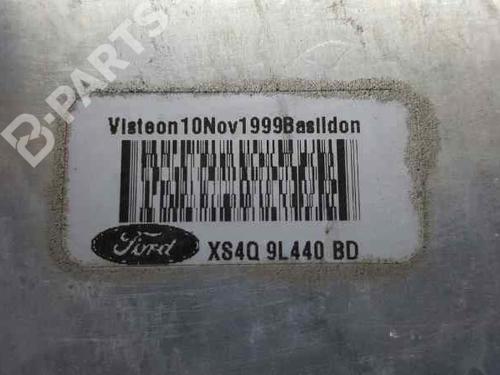 B-PARTS
Visteon10Nov1999Basildon
Ford
XS4Q 9L440 BD